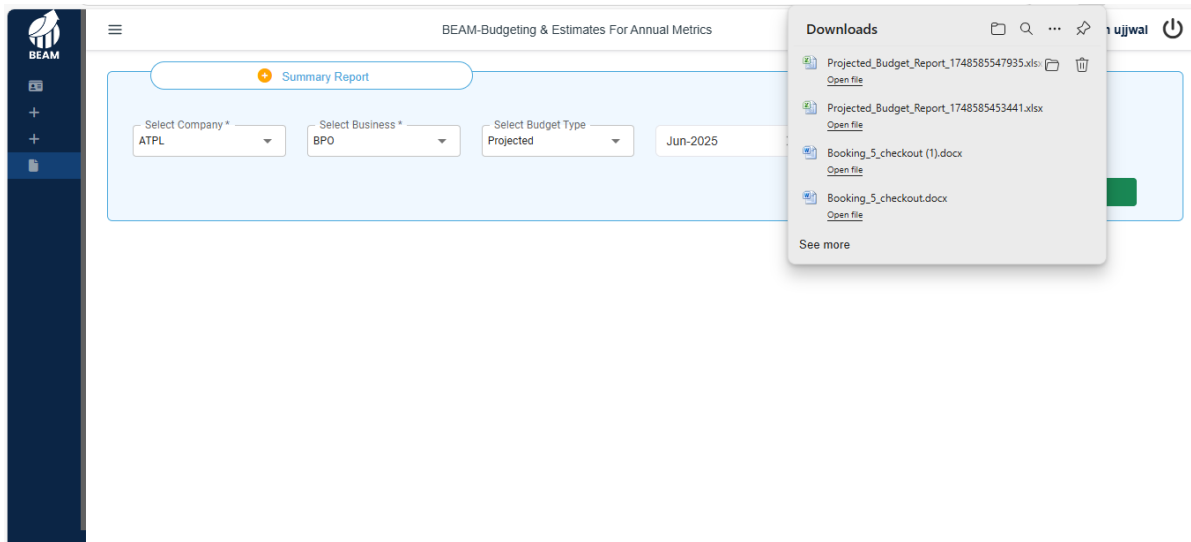 BEAM
BEAM-Budgeting & Estimates For Annual Metrics
ujjwal
Summary Report
Select Company *
ATPL
Select Business *
BPO
Select Budget Type
Projected
Jun-2025
Downloads
Projected_Budget_Report_1748585547935.xlsx
Open file
Projected_Budget_Report_1748585453441.xlsx
Open file
Booking_5_checkout (1).docx
Open file
Booking_5_checkout.docx
Open file
See more